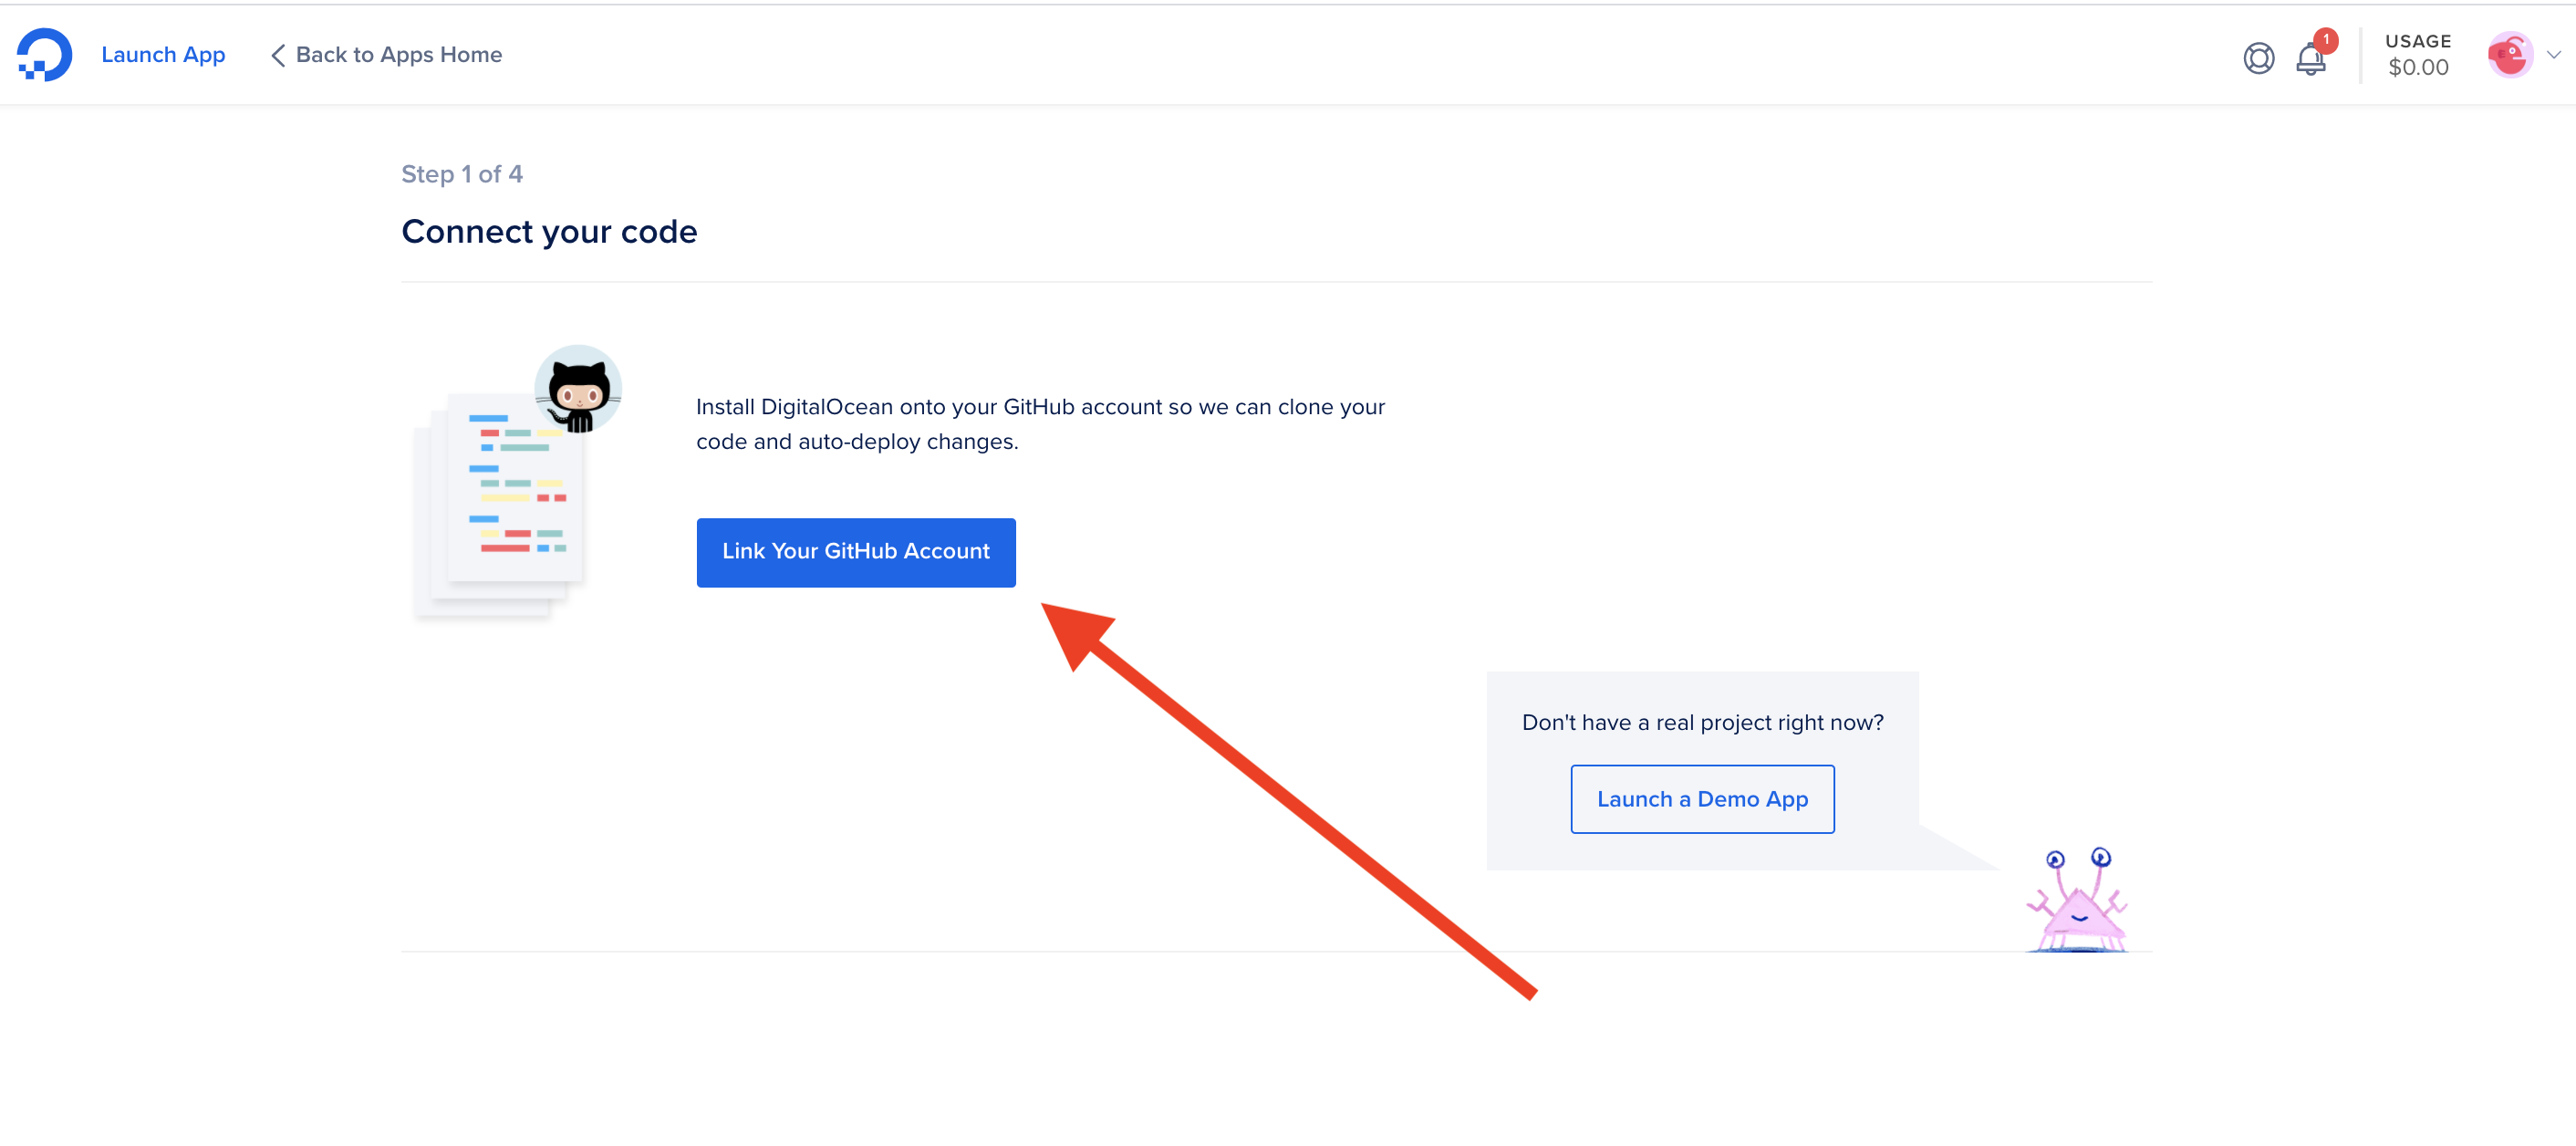 Launch App
Back to Apps Home
1
USAGE
$0.00
Step 1 of 4
Connect your code
Install DigitalOcean onto your GitHub account so we can clone your
code and auto-deploy changes.
Link Your GitHub Account
Don't have a real project right now?
Launch a Demo App